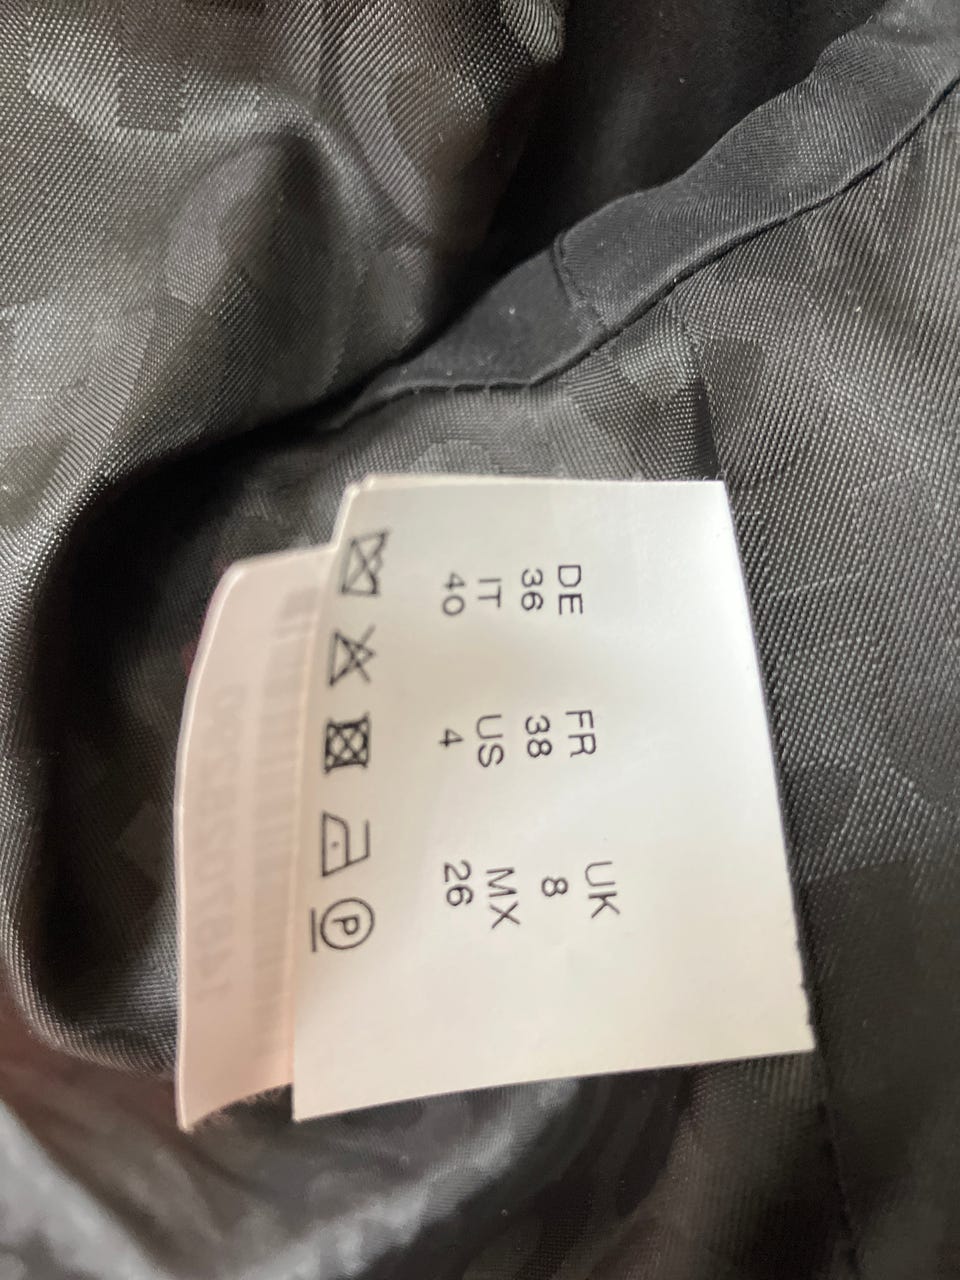 DE FR UK
36 38 8
IT US MX
40 4 26
P